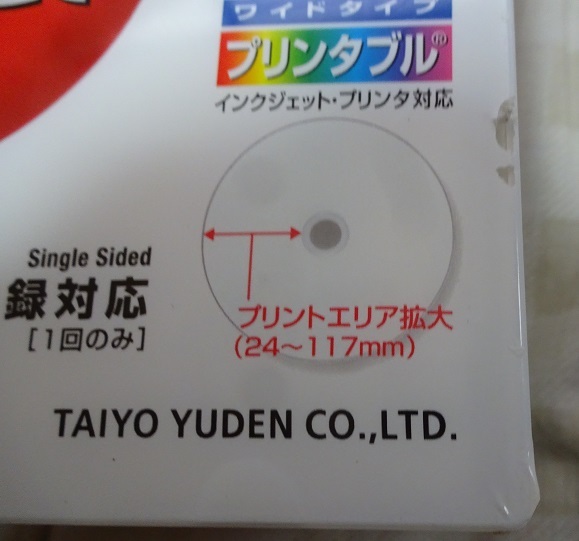 ワイドタイプ
プリンタブル®
インクジェット・プリンタ対応
Single Sided
録対応
[1回のみ]
プリントエリア拡大
(24〜117mm)
TAIYO YUDEN CO.,LTD.